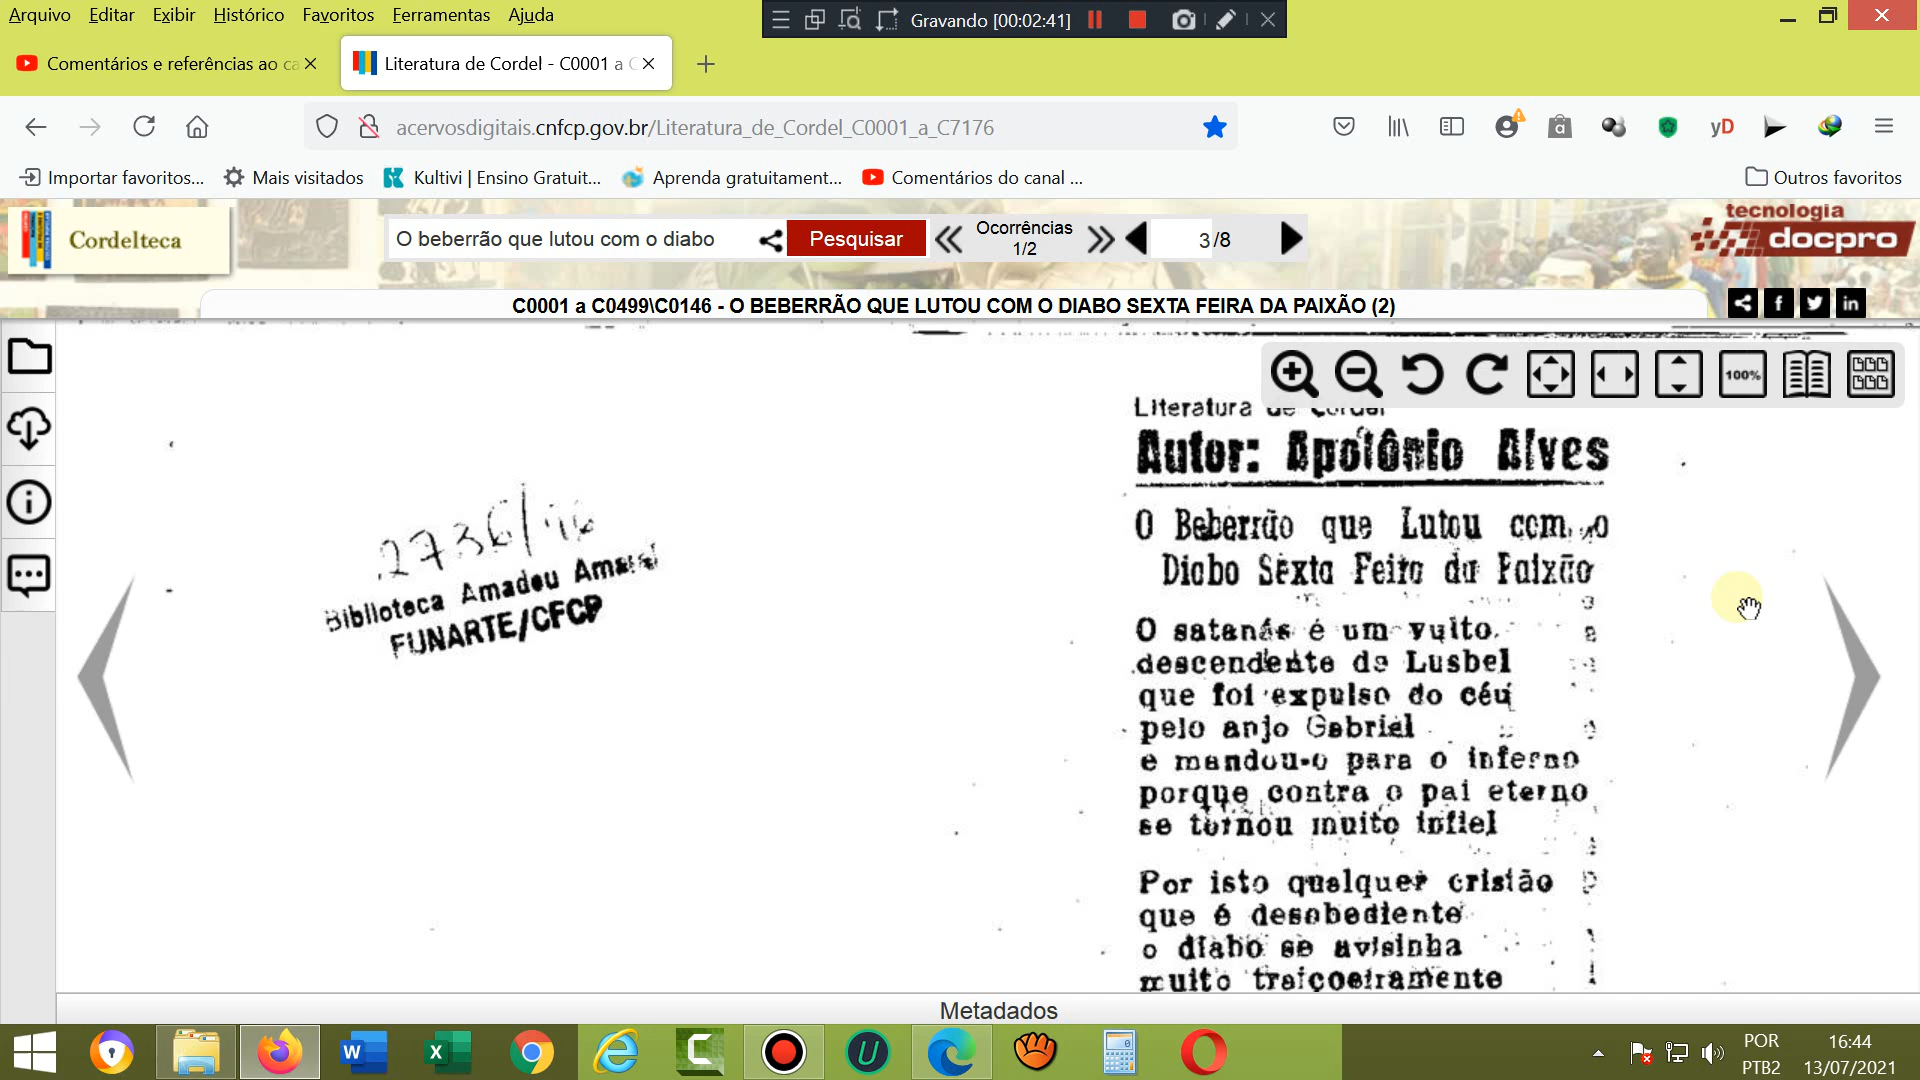 Arquivo Editar Exibir Histórico Favoritos Ferramentas Ajuda
Gravando [00:02:41]
Comentários e referências ao ca
Literatura de Cordel - C0001 a C
acervosdigitais.cnfcp.gov.br/Literatura_de_Cordel_C0001_a_C7176
yD
Importar favoritos... Mais visitados Kultivi | Ensino Gratuit... Aprenda gratuitament... Comentários do canal ... Outros favoritos
Cordelteca
O beberrão que lutou com o diabo
Pesquisar
Ocorrências
1/2
3 /8
tecnologia
docpro
C0001 a C0499\C0146 - O BEBERRÃO QUE LUTOU COM O DIABO SEXTA FEIRA DA PAIXÃO (2)
100%
Literatura de Cordel
Autor: Apolônio Alves
O Beberrão que Lutou com o
Diabo Sexta Feira da Paixão
O satanás é um vulto
descendente de Lusbel
que foi expulso do céu
pelo anjo Gabriel
e mandou-o para o inferno
porque contra o pai eterno
se tornou muito infiel
Por isto qualquer cristão
que é desobediente
o diabo se avisinha
muito traiçoeiramente
2736/
Biblioteca Amadeu Amaral
FUNARTE/CFCP
Metadados
POR
PTB2
16:44
13/07/2021